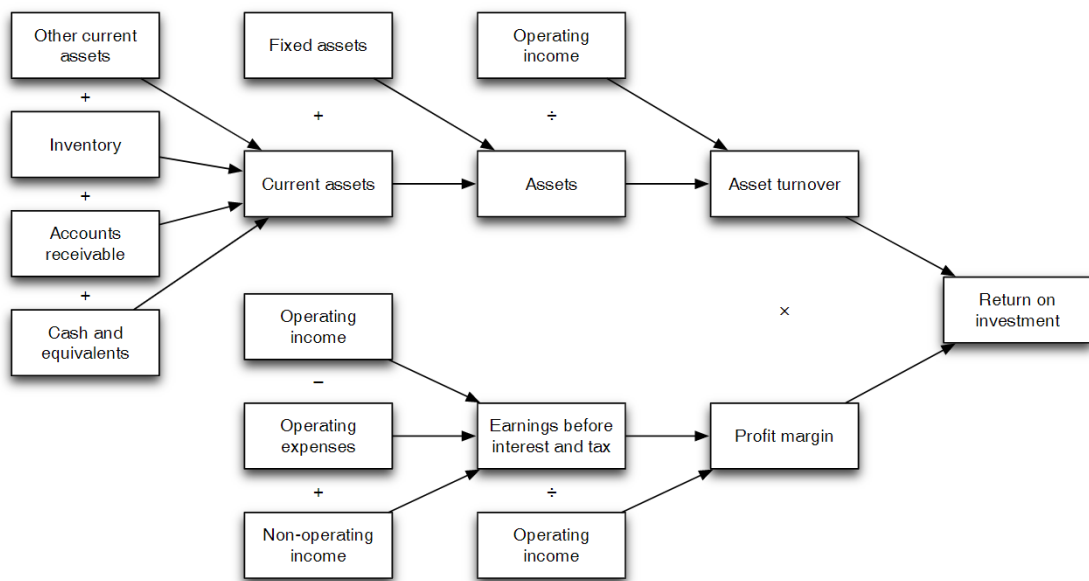 Other current
assets
Fixed assets
Operating
income
+
+
÷
Inventory
Current assets
Assets
Asset turnover
+
Accounts
receivable
+
Cash and
equivalents
Operating
income
×
Return on
investment
−
Operating
expenses
Earnings before
interest and tax
Profit margin
+
÷
Non-operating
income
Operating
income